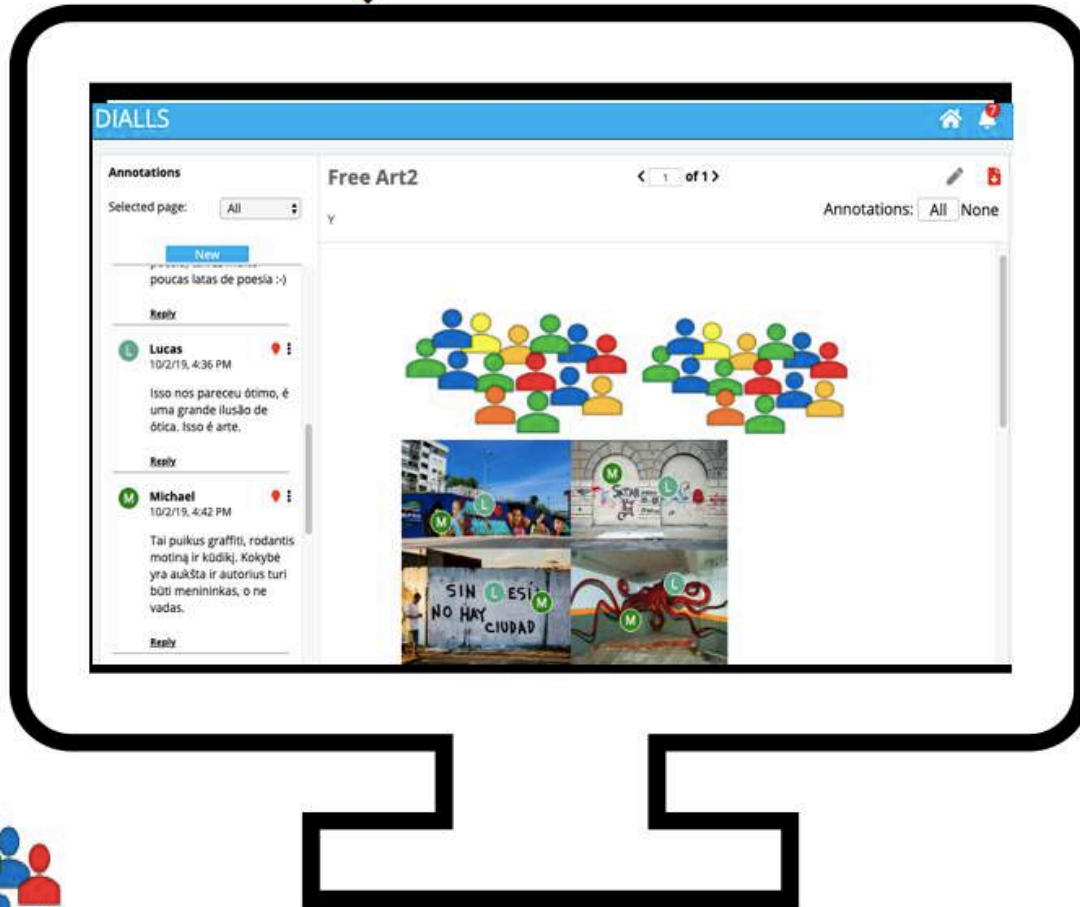 DIALLS
7
Annotations
Selected page: All
New
poucas latas de poesia :-)
Reply
L Lucas
10/2/19, 4:36 PM
Isso nos pareceu ótimo, é
uma grande ilusão de
ótica. Isso é arte.
Reply
M Michael
10/2/19, 4:42 PM
Tai puikus graffiti, rodantis
motiną ir kūdikį. Kokybė
yra aukšta ir autorius turi
būti menininkas, o ne
vadas.
Reply
Free Art2
< 1 of 1 >
Y
Annotations: All None
L
M
M
L
SIN L ESÍ
M
NO HAY
CIUDAD
L
M